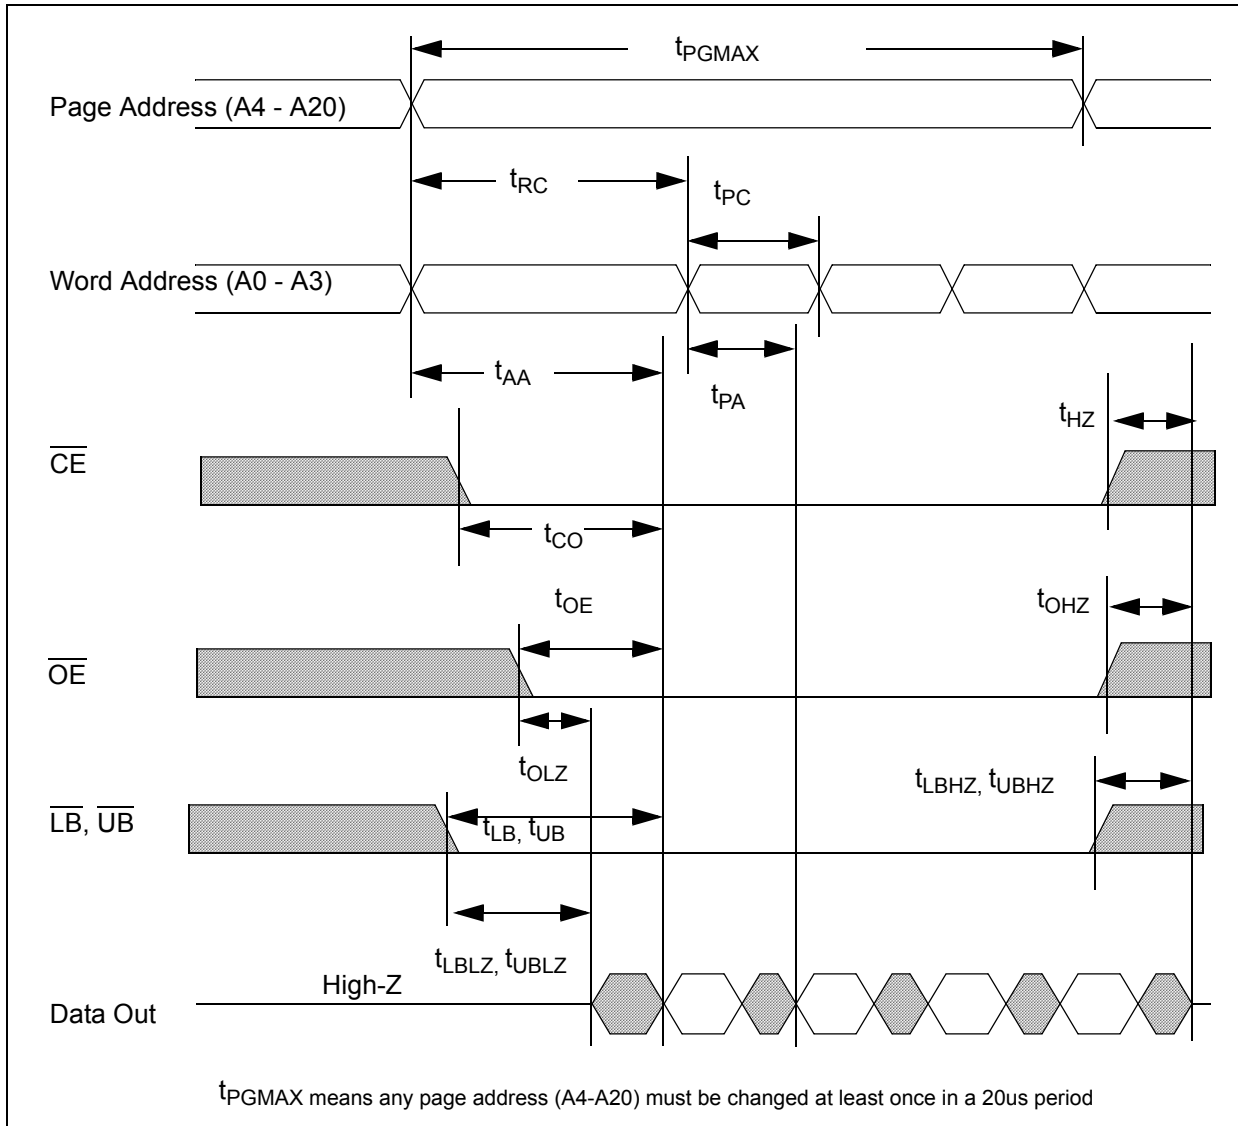 tPGMAX
Page Address (A4 - A20)
tRC
tPC
Word Address (A0 - A3)
tAA
tPA
tHZ
CE
tCO
tOE
tOHZ
OE
tOLZ
tLBHZ, tUBHZ
LB, UB
tLB, tUB
tLBLZ, tUBLZ
High-Z
Data Out
tPGMAX means any page address (A4-A20) must be changed at least once in a 20us period